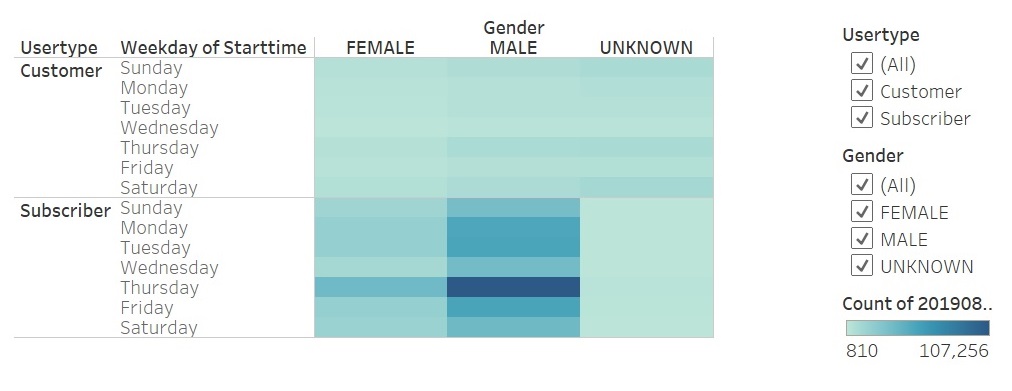 Gender
Usertype Weekday of Starttime FEMALE MALE UNKNOWN
Customer Sunday
Monday
Tuesday
Wednesday
Thursday
Friday
Saturday
Subscriber Sunday
Monday
Tuesday
Wednesday
Thursday
Friday
Saturday
Usertype
(All)
Customer
Subscriber
Gender
(All)
FEMALE
MALE
UNKNOWN
Count of 201908..
810 107,256